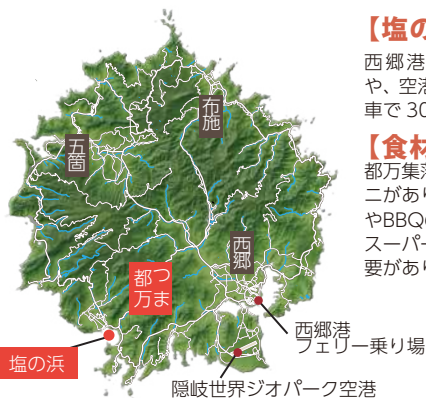 【塩の
西郷港
や、空港
車で 30
【食材
都万集落
ニがあり
やBBQの
スーパー
要があり
布施
五箇
西郷
都万
つま
塩の浜
西郷港
フェリー乗り場
隠岐世界ジオパーク空港